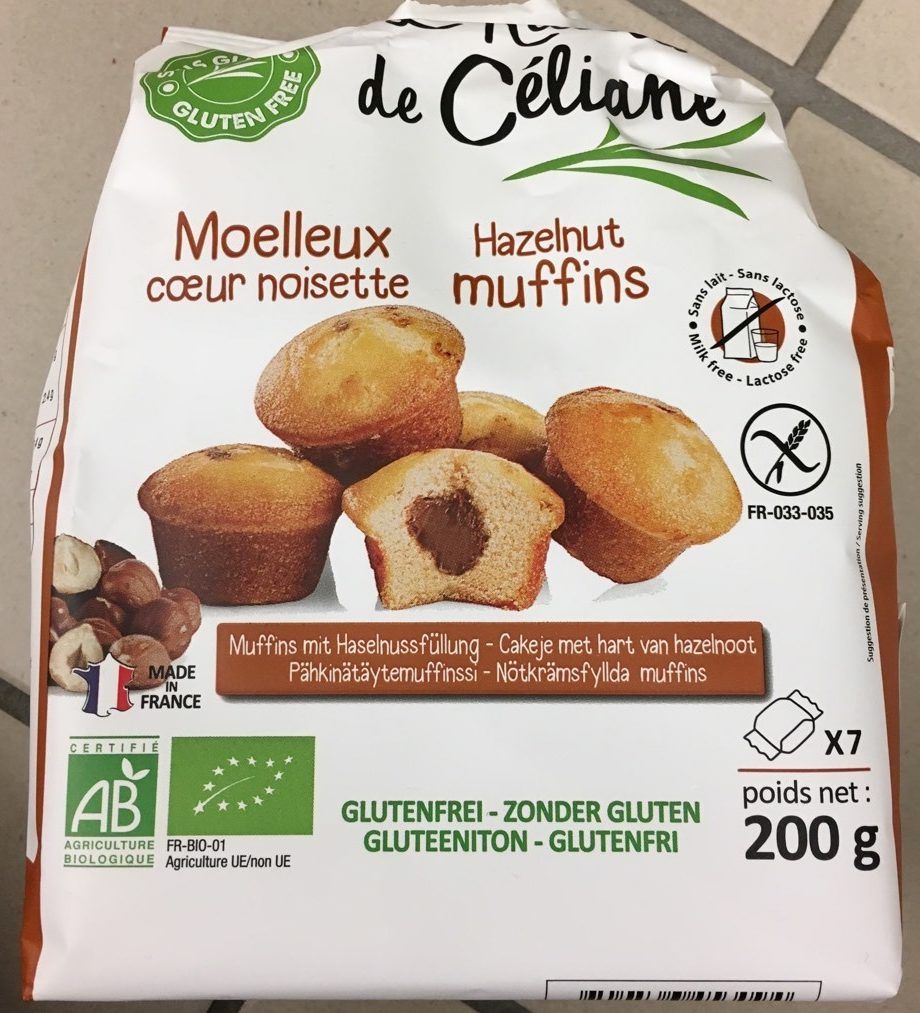 GLUTEN FREE
de Céliane
Moelleux
cœur noisette
Hazelnut
muffins
Sans lait - Sans lactose
Milk free - Lactose free
FR-033-035
Suggestion de présentation / Serving suggestion
Muffins mit Haselnussfüllung - Cakeje met hart van hazelnoot
Pähkinätäytemuffinssi - Nötkrämsfyllda muffins
MADE
IN
FRANCE
X7
poids net :
200 g
CERTIFIÉ
AB
AGRICULTURE
BIOLOGIQUE
FR-BIO-01
Agriculture UE/non UE
GLUTENFREI - ZONDER GLUTEN
GLUTEENITON - GLUTENFRI